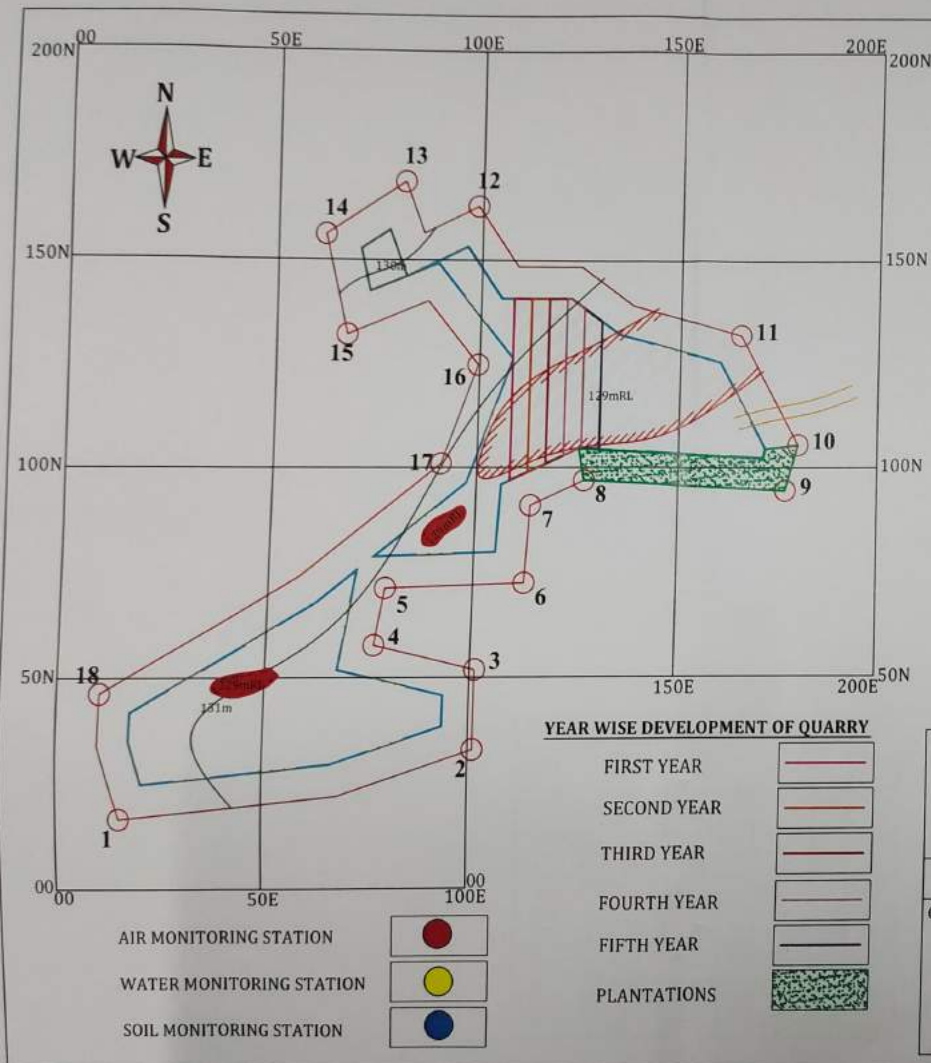 00 50E 100E 150E 200E
200N 200N
N
W E
S
13
14 12
150N 150N
130m
11
15
16
129mRL
10
17
100N 100N
8 9
7
5 6
4
3
18
50N 50N
129mRL
131m
200E
2
1
00 00
00 50E 100E
YEAR WISE DEVELOPMENT OF QUARRY
FIRST YEAR
SECOND YEAR
THIRD YEAR
FOURTH YEAR
FIFTH YEAR
PLANTATIONS
AIR MONITORING STATION
WATER MONITORING STATION
SOIL MONITORING STATION
150E